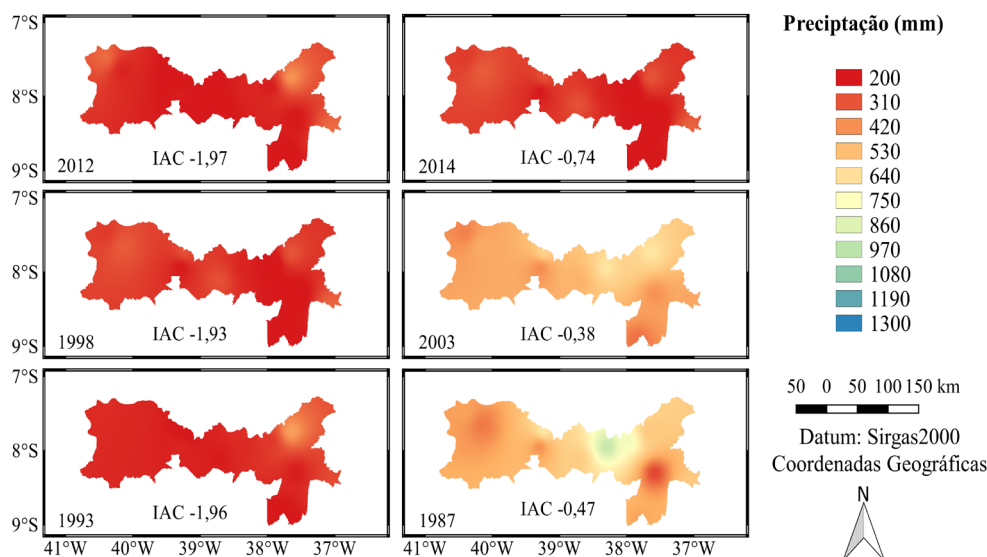 Preciptação (mm)
200
310
420
530
640
750
860
970
1080
1190
1300
7°S
8°S
9°S
2012
IAC -1,97
2014
IAC -0,74
7°S
8°S
9°S
1998
IAC -1,93
2003
IAC -0,38
7°S
8°S
9°S
1993
IAC -1,96
1987
IAC -0,47
41°W 40°W 39°W 38°W 37°W
41°W 40°W 39°W 38°W 37°W
50 0 50 100 150 km
Datum: Sirgas2000
Coordenadas Geográficas
N